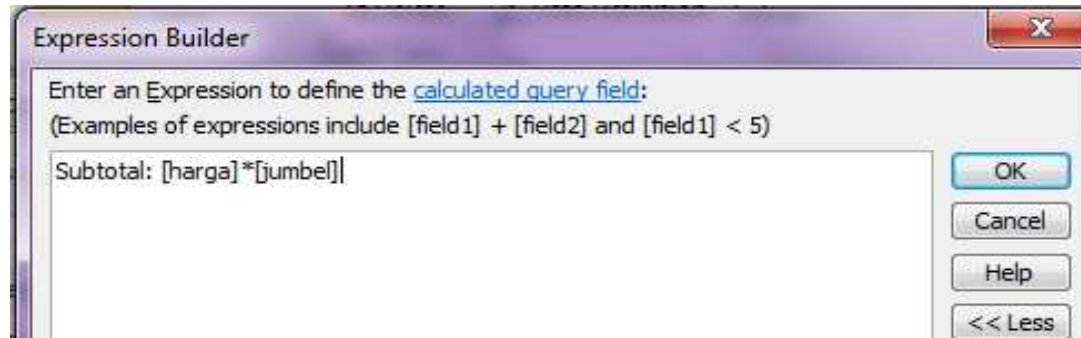 Expression Builder
Enter an Expression to define the calculated query field:
(Examples of expressions include [field1] + [field2] and [field1] < 5)
Subtotal: [harga]*[jumbel]
OK
Cancel
Help
<< Less